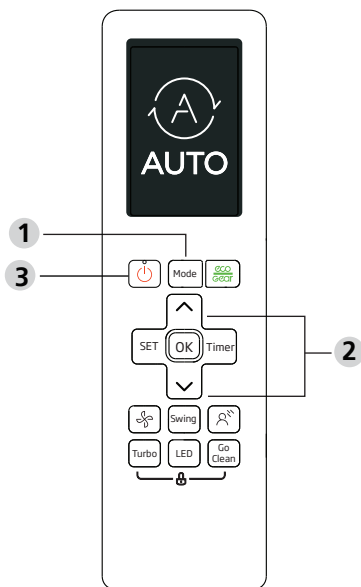 A
AUTO
1
3
Mode
eco
GEAR
SET
OK
Timer
2
Swing
Turbo
LED
Go
Clean